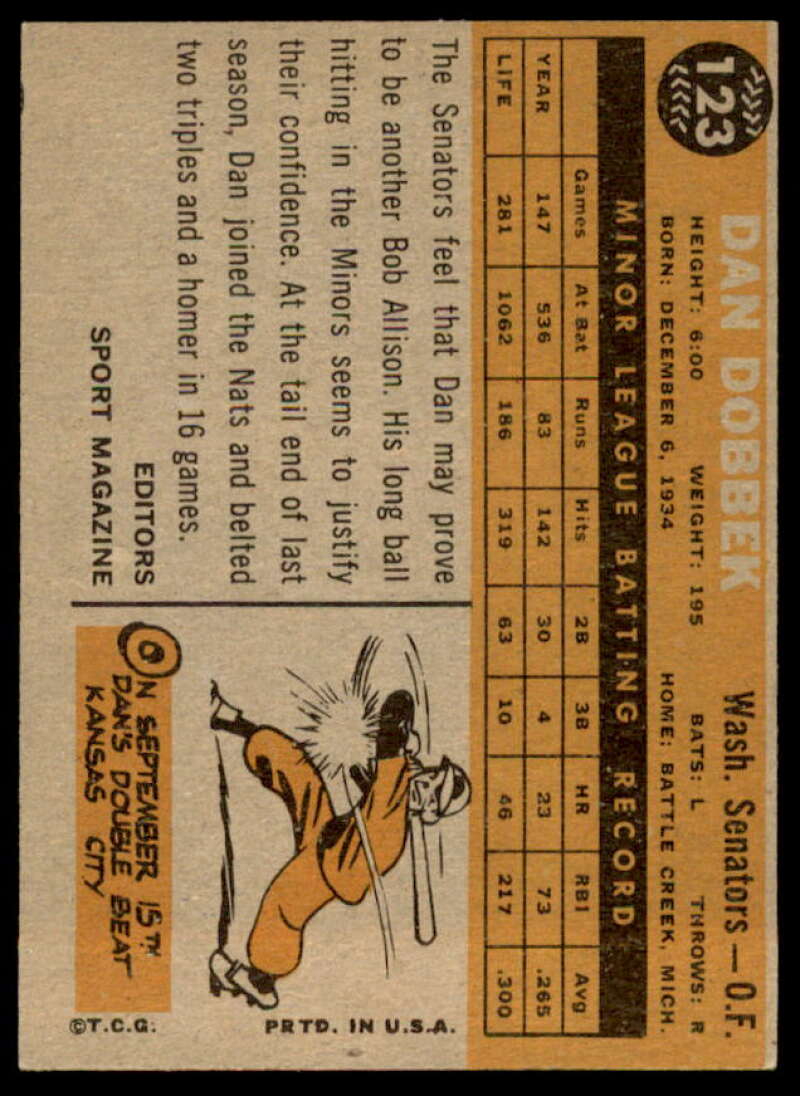 123
DAN DOBBEK
Wash. Senators — O.F.
HEIGHT: 6:00 WEIGHT: 195 BATS: L THROWS: R
BORN: DECEMBER 6, 1934 HOME: BATTLE CREEK, MICH.
MINOR LEAGUE BATTING RECORD
Games At Bat Runs Hits 2B 3B HR RBI Avg
YEAR 147 536 83 142 30 4 23 73 .265
LIFE 281 1062 186 319 63 10 46 217 .300
The Senators feel that Dan may prove
to be another Bob Allison. His long ball
hitting in the Minors seems to justify
their confidence. At the tail end of last
season, Dan joined the Nats and belted
two triples and a homer in 16 games.
EDITORS
SPORT MAGAZINE
ON SEPTEMBER 15TH
DAN'S DOUBLE BEAT
KANSAS CITY
©T.C.G. PRTD. IN U.S.A.